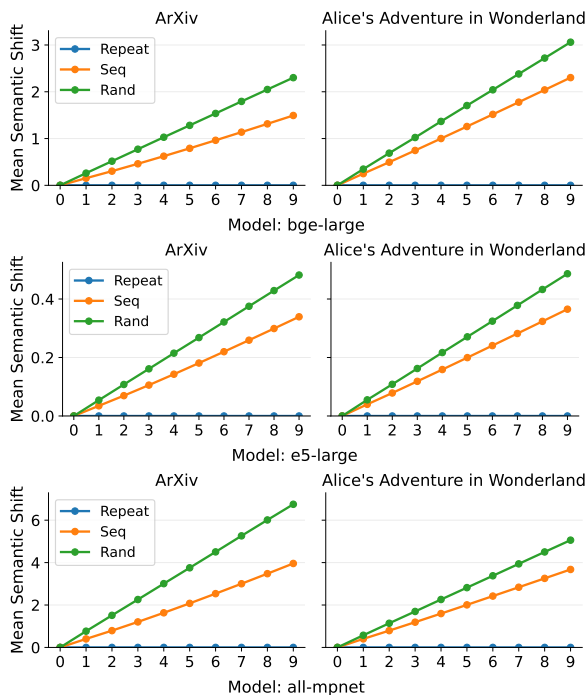 ArXiv
Alice's Adventure in Wonderland
Mean Semantic Shift
3
2
1
0
Repeat
Seq
Rand
0 1 2 3 4 5 6 7 8 9
0 1 2 3 4 5 6 7 8 9
Model: bge-large
ArXiv
Alice's Adventure in Wonderland
Mean Semantic Shift
0.4
0.2
0.0
Repeat
Seq
Rand
0 1 2 3 4 5 6 7 8 9
0 1 2 3 4 5 6 7 8 9
Model: e5-large
ArXiv
Alice's Adventure in Wonderland
Mean Semantic Shift
6
4
2
0
Repeat
Seq
Rand
0 1 2 3 4 5 6 7 8 9
0 1 2 3 4 5 6 7 8 9
Model: all-mpnet